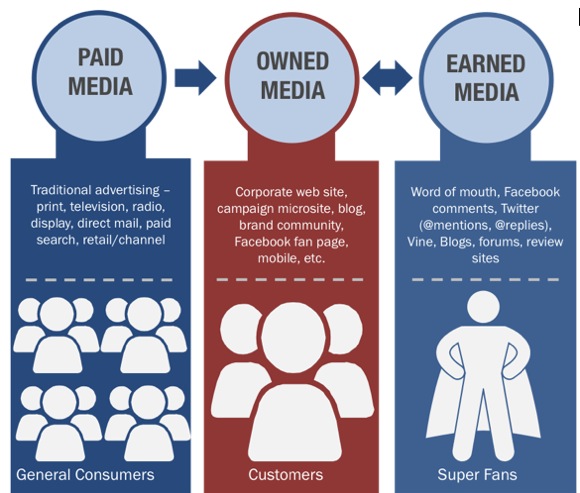 PAID
MEDIA
OWNED
MEDIA
EARNED
MEDIA
Traditional advertising –
print, television, radio,
display, direct mail, paid
search, retail/channel
Corporate web site,
campaign microsite, blog,
brand community,
Facebook fan page,
mobile, etc.
Word of mouth, Facebook
comments, Twitter
(@mentions, @replies),
Vine, Blogs, forums, review
sites
General Consumers
Customers
Super Fans